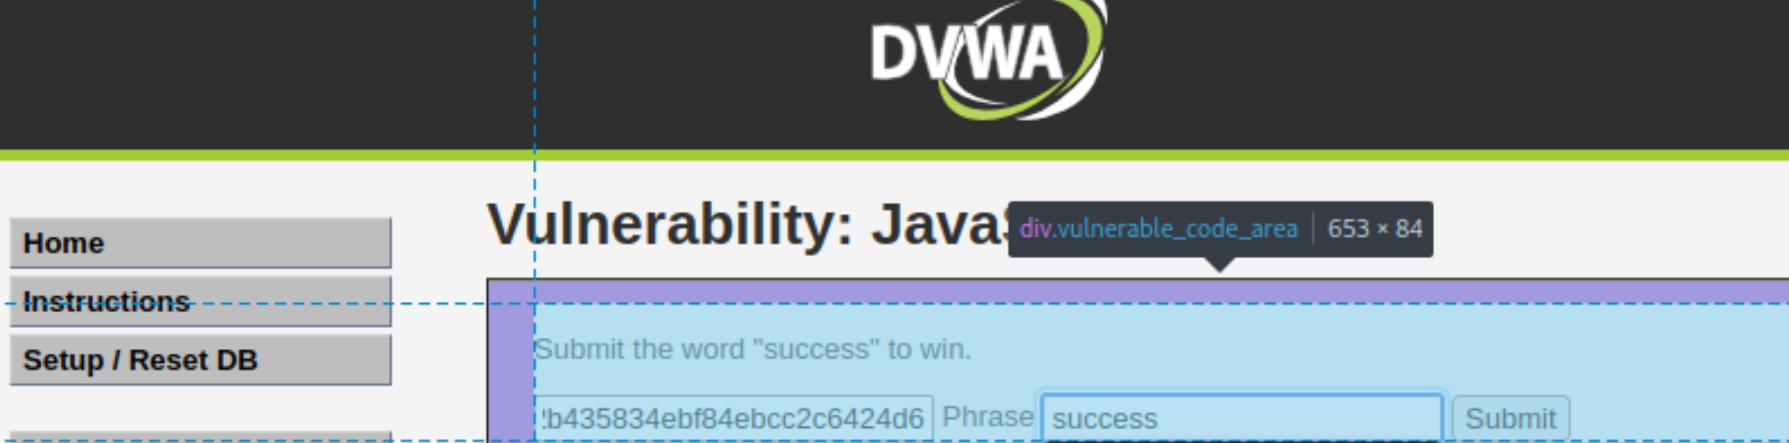 DVWA
Vulnerability: Java
div.vulnerable_code_area 653 × 84
Home
Instructions
Setup / Reset DB
Submit the word "success" to win.
b435834ebf84ebcc2c6424d6 Phrase success Submit